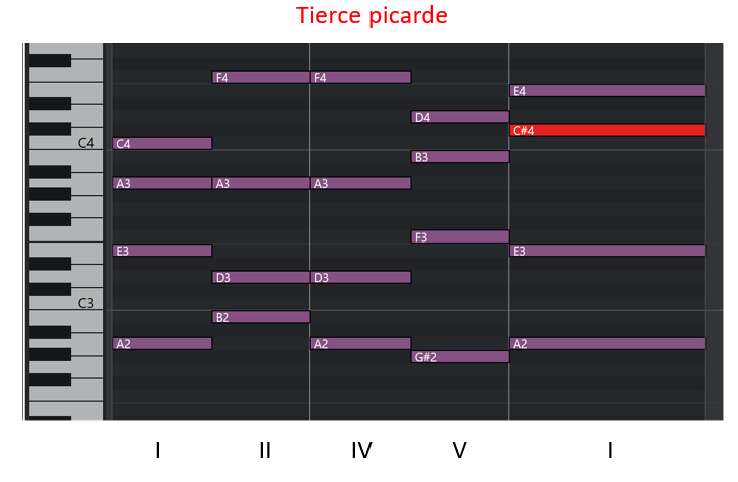 Tierce picarde
F4 F4
E4
D4
C#4
C4 C4
B3
A3 A3 A3
F3
E3 E3
D3 D3
C3
B2
A2 A2 A2
G#2
I II IV V I